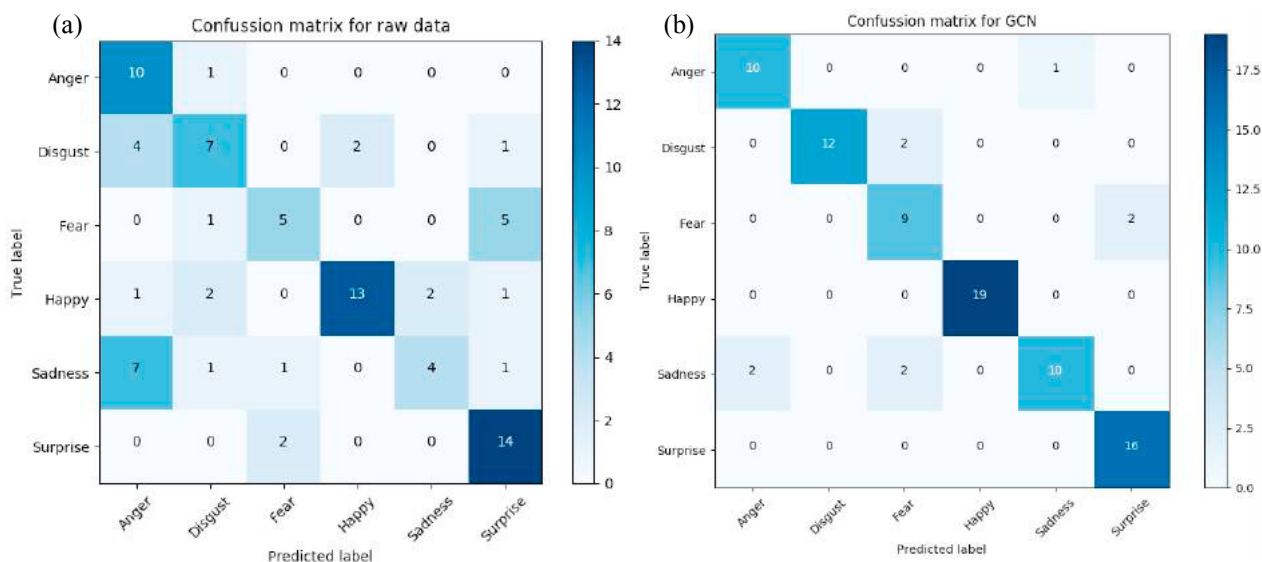 (a)
Confussion matrix for raw data
True label
Anger 10 1 0 0 0 0
Disgust 4 7 0 2 0 1
Fear 0 1 5 0 0 5
Happy 1 2 0 13 2 1
Sadness 7 1 1 0 4 1
Surprise 0 0 2 0 0 14
Anger Disgust Fear Happy Sadness Surprise
Predicted label
14
12
10
8
6
4
2
0
(b)
Confussion matrix for GCN
True label
Anger 10 0 0 0 1 0
Disgust 0 12 2 0 0 0
Fear 0 0 9 0 0 2
Happy 0 0 0 19 0 0
Sadness 2 0 2 0 10 0
Surprise 0 0 0 0 0 16
Anger Disgust Fear Happy Sadness Surprise
Predicted label
17.5
15.0
12.5
10.0
7.5
5.0
2.5
0.0